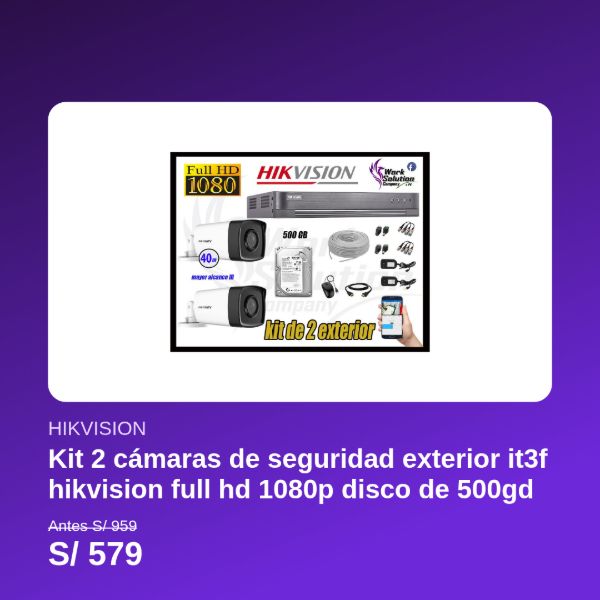 Full HD
1080
HIKVISION
Work
Solution
Company
500 GB
40m
mayor alcance IR
kit de 2 exterior
HIKVISION
Kit 2 cámaras de seguridad exterior it3f
hikvision full hd 1080p disco de 500gd
Antes S/ 959
S/ 579